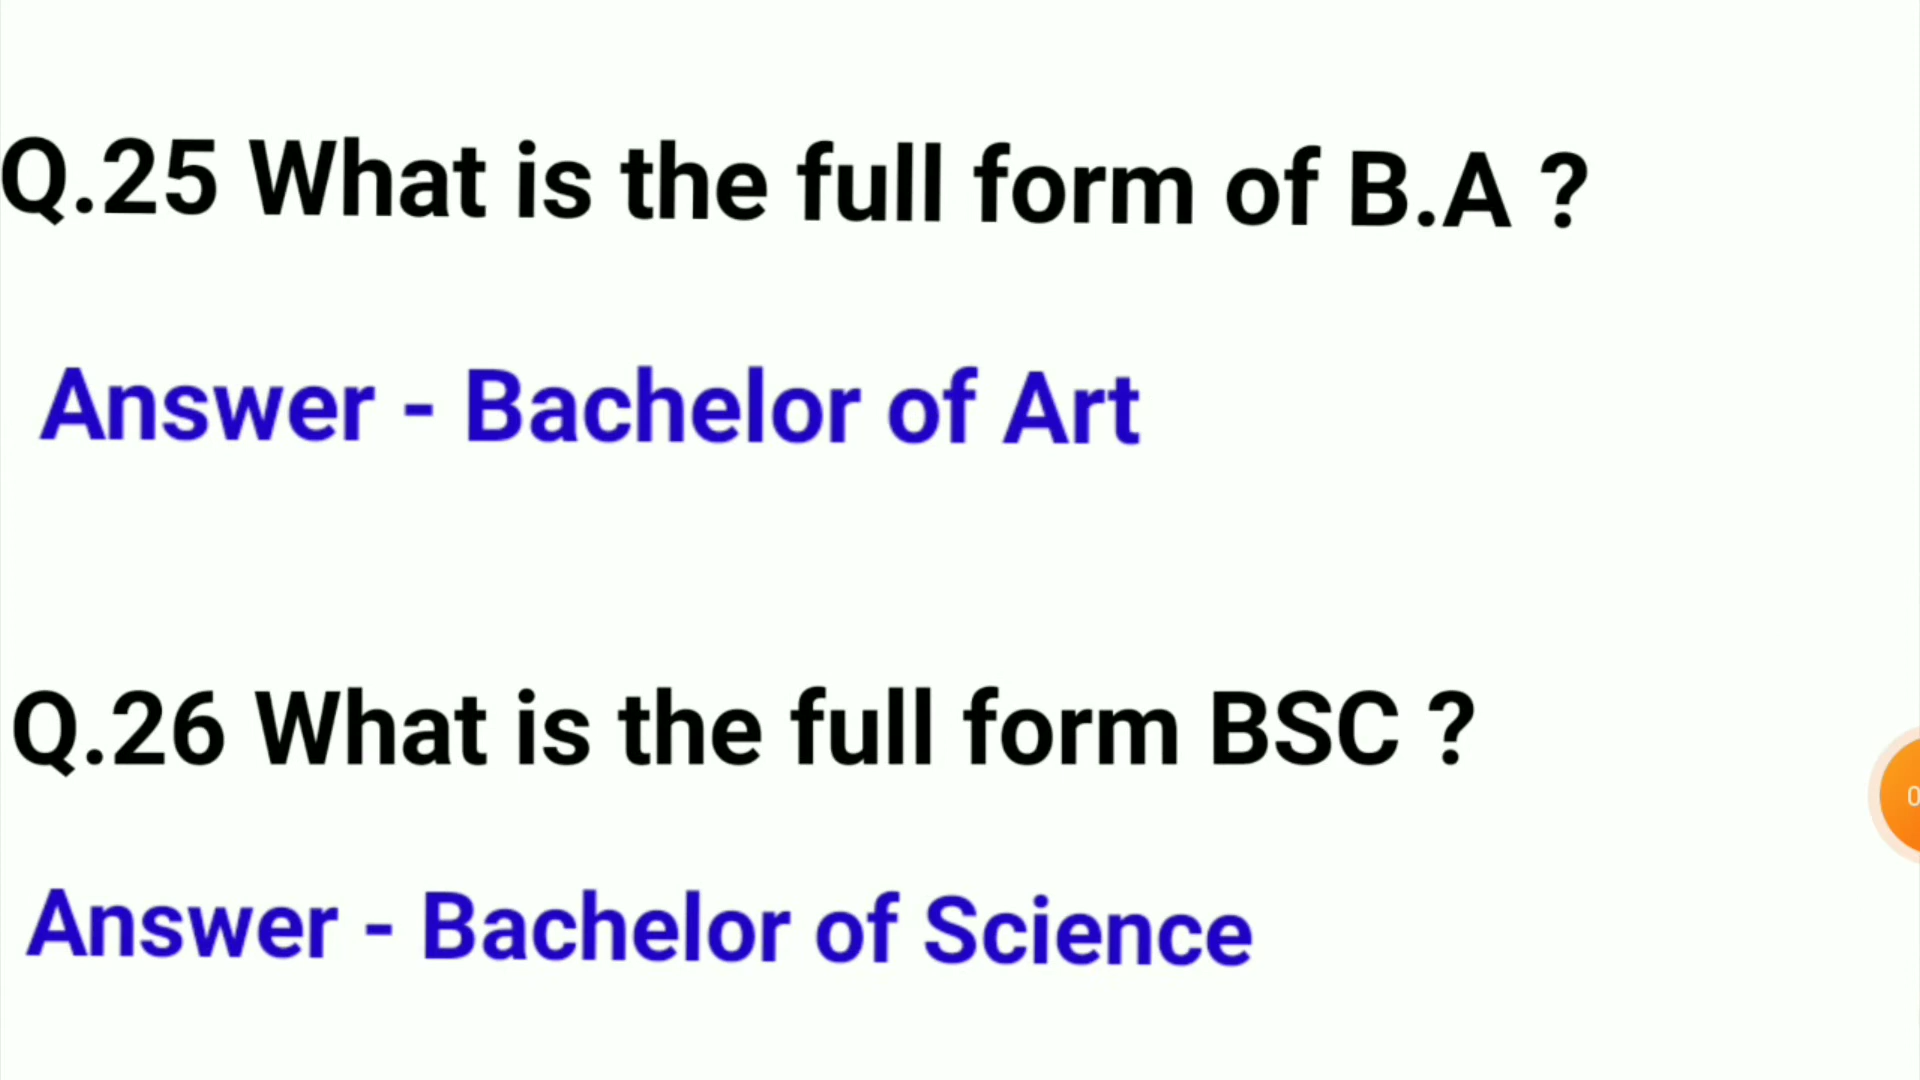 Q.25 What is the full form of B.A ?
Answer - Bachelor of Art
Q.26 What is the full form BSC ?
Answer - Bachelor of Science
0